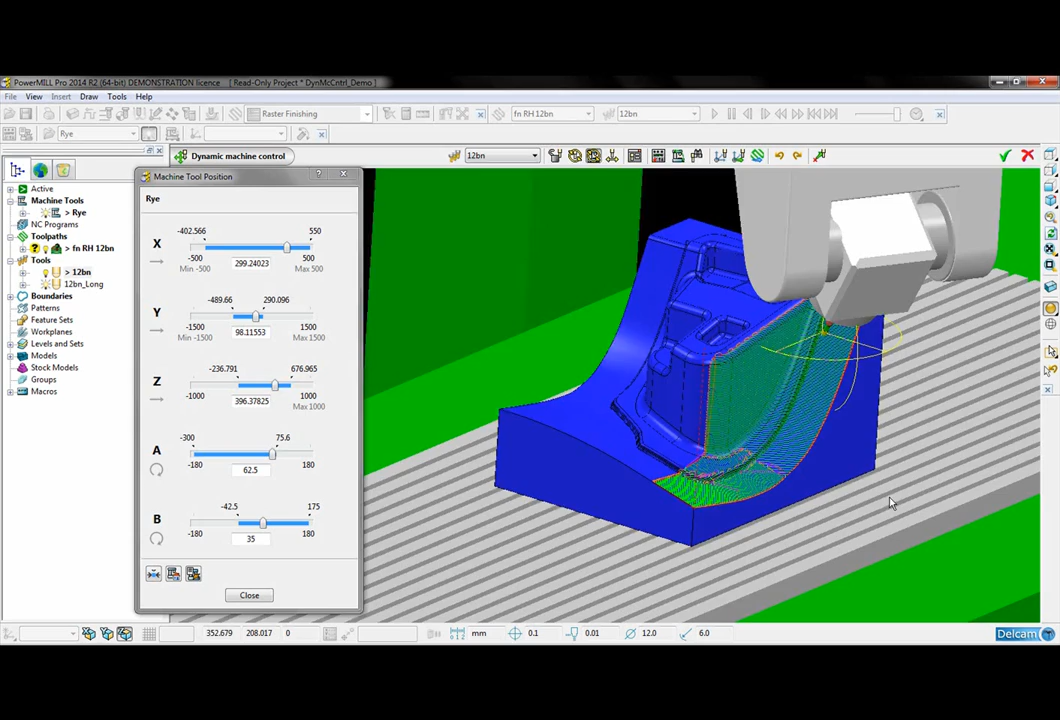 PowerMILL Pro 2014 R2 (64-bit) DEMONSTRATION licence [ Read-Only Project * DynMcCntrl_Demo ]
File View Insert Draw Tools Help
Raster Finishing
fn RH 12bn
12bn
Rye
Dynamic machine control
12bn
Active
Machine Tools
> Rye
NC Programs
Toolpaths
> fn RH 12bn
Tools
> 12bn
12bn_Long
Boundaries
Patterns
Feature Sets
Workplanes
Levels and Sets
Models
Stock Models
Groups
Macros
Machine Tool Position
Rye
-402.566 550
X
-500 500
Min -500 299.24023 Max 500
-489.66 290.096
Y
-1500 1500
Min -1500 98.11553 Max 1500
-236.791 676.965
Z
-1000 1000
396.37825 Max 1000
-300 75.6
A
-180 180
62.5
-42.5 175
B
-180 180
35
Close
352.679 208.017 0 mm 0.1 0.01 12.0 6.0
Delcam